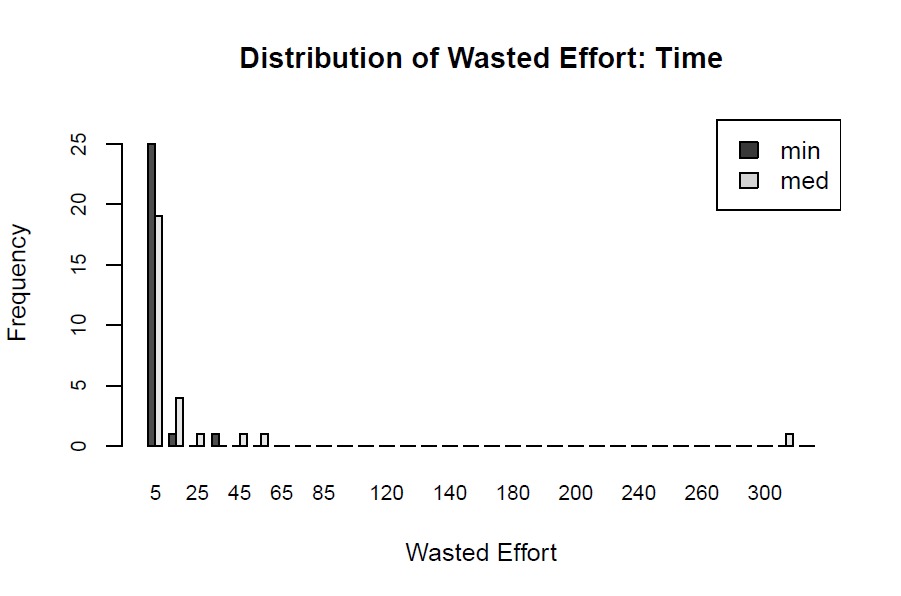 Distribution of Wasted Effort: Time
min
med
Frequency
25
20
15
10
5
0
5 25 45 65 85 120 140 180 200 240 260 300
Wasted Effort